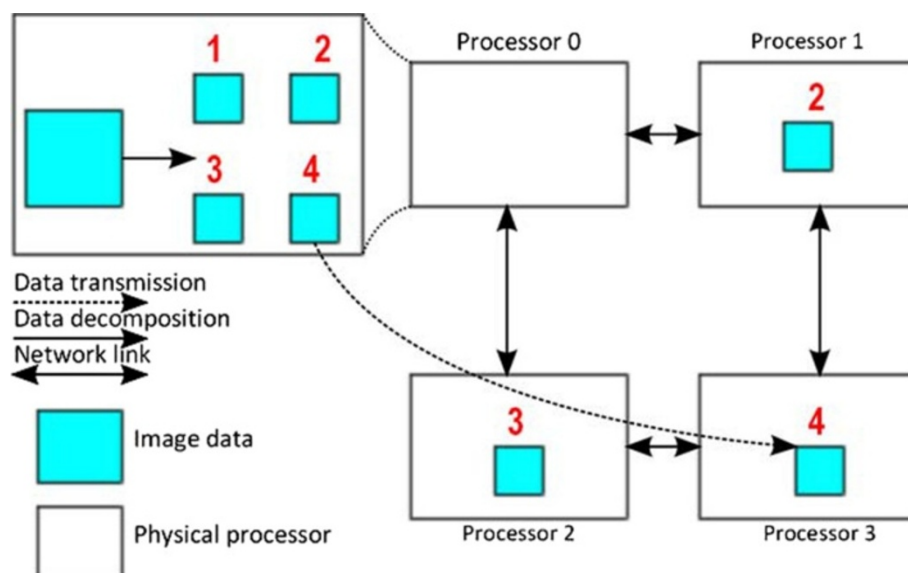 1 2
3 4
Processor 0
Processor 1
2
Data transmission
Data decomposition
Network link
Image data
Physical processor
3
4
Processor 2
Processor 3